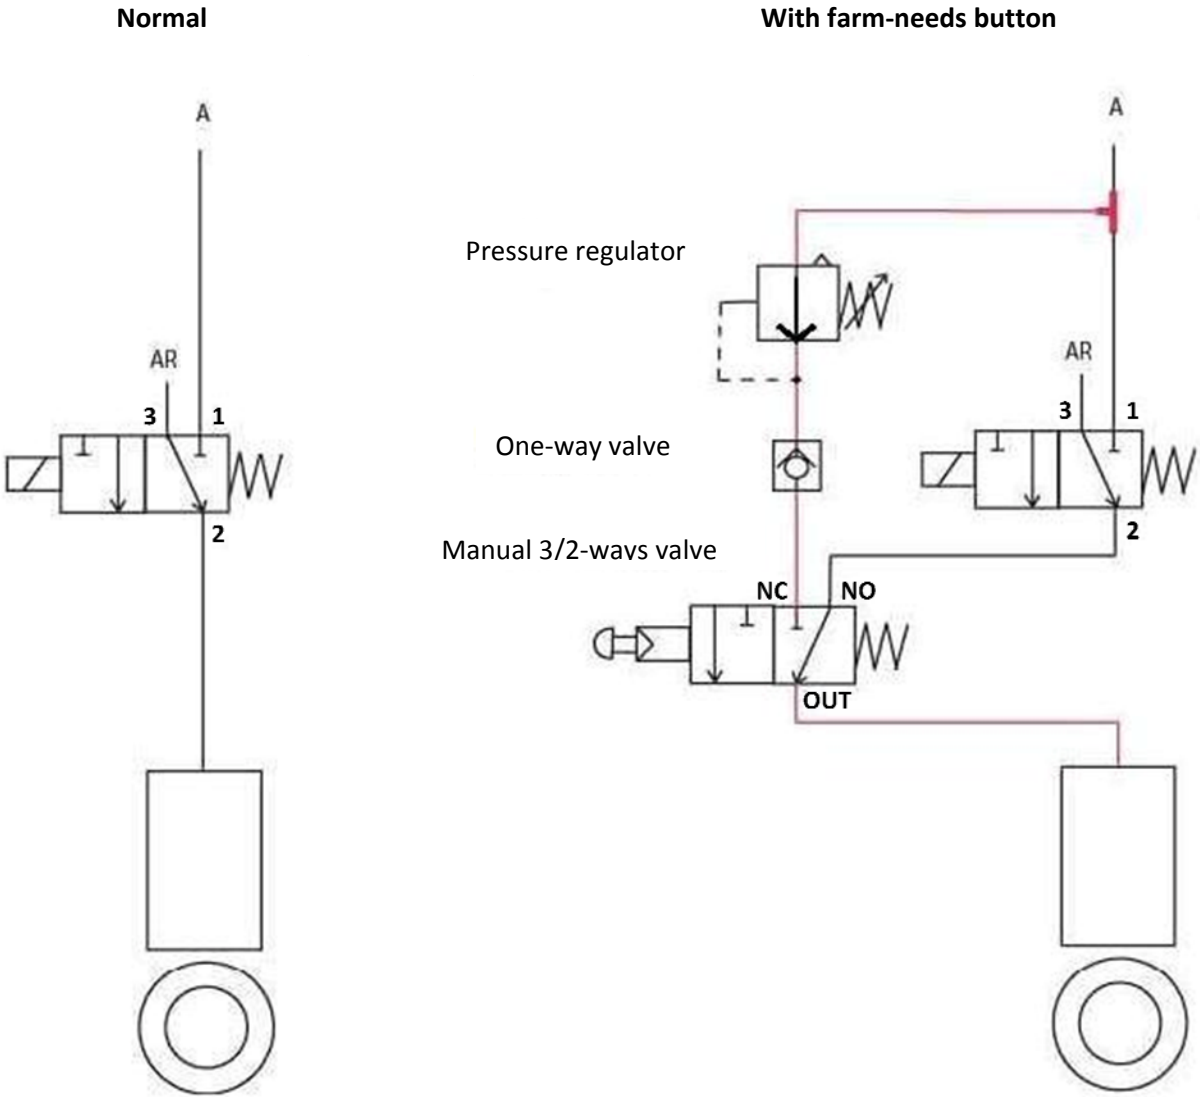 Normal
With farm-needs button
A
A
Pressure regulator
AR
AR
3
1
3
1
One-way valve
2
2
Manual 3/2-wavs valve
NC
NO
OUT